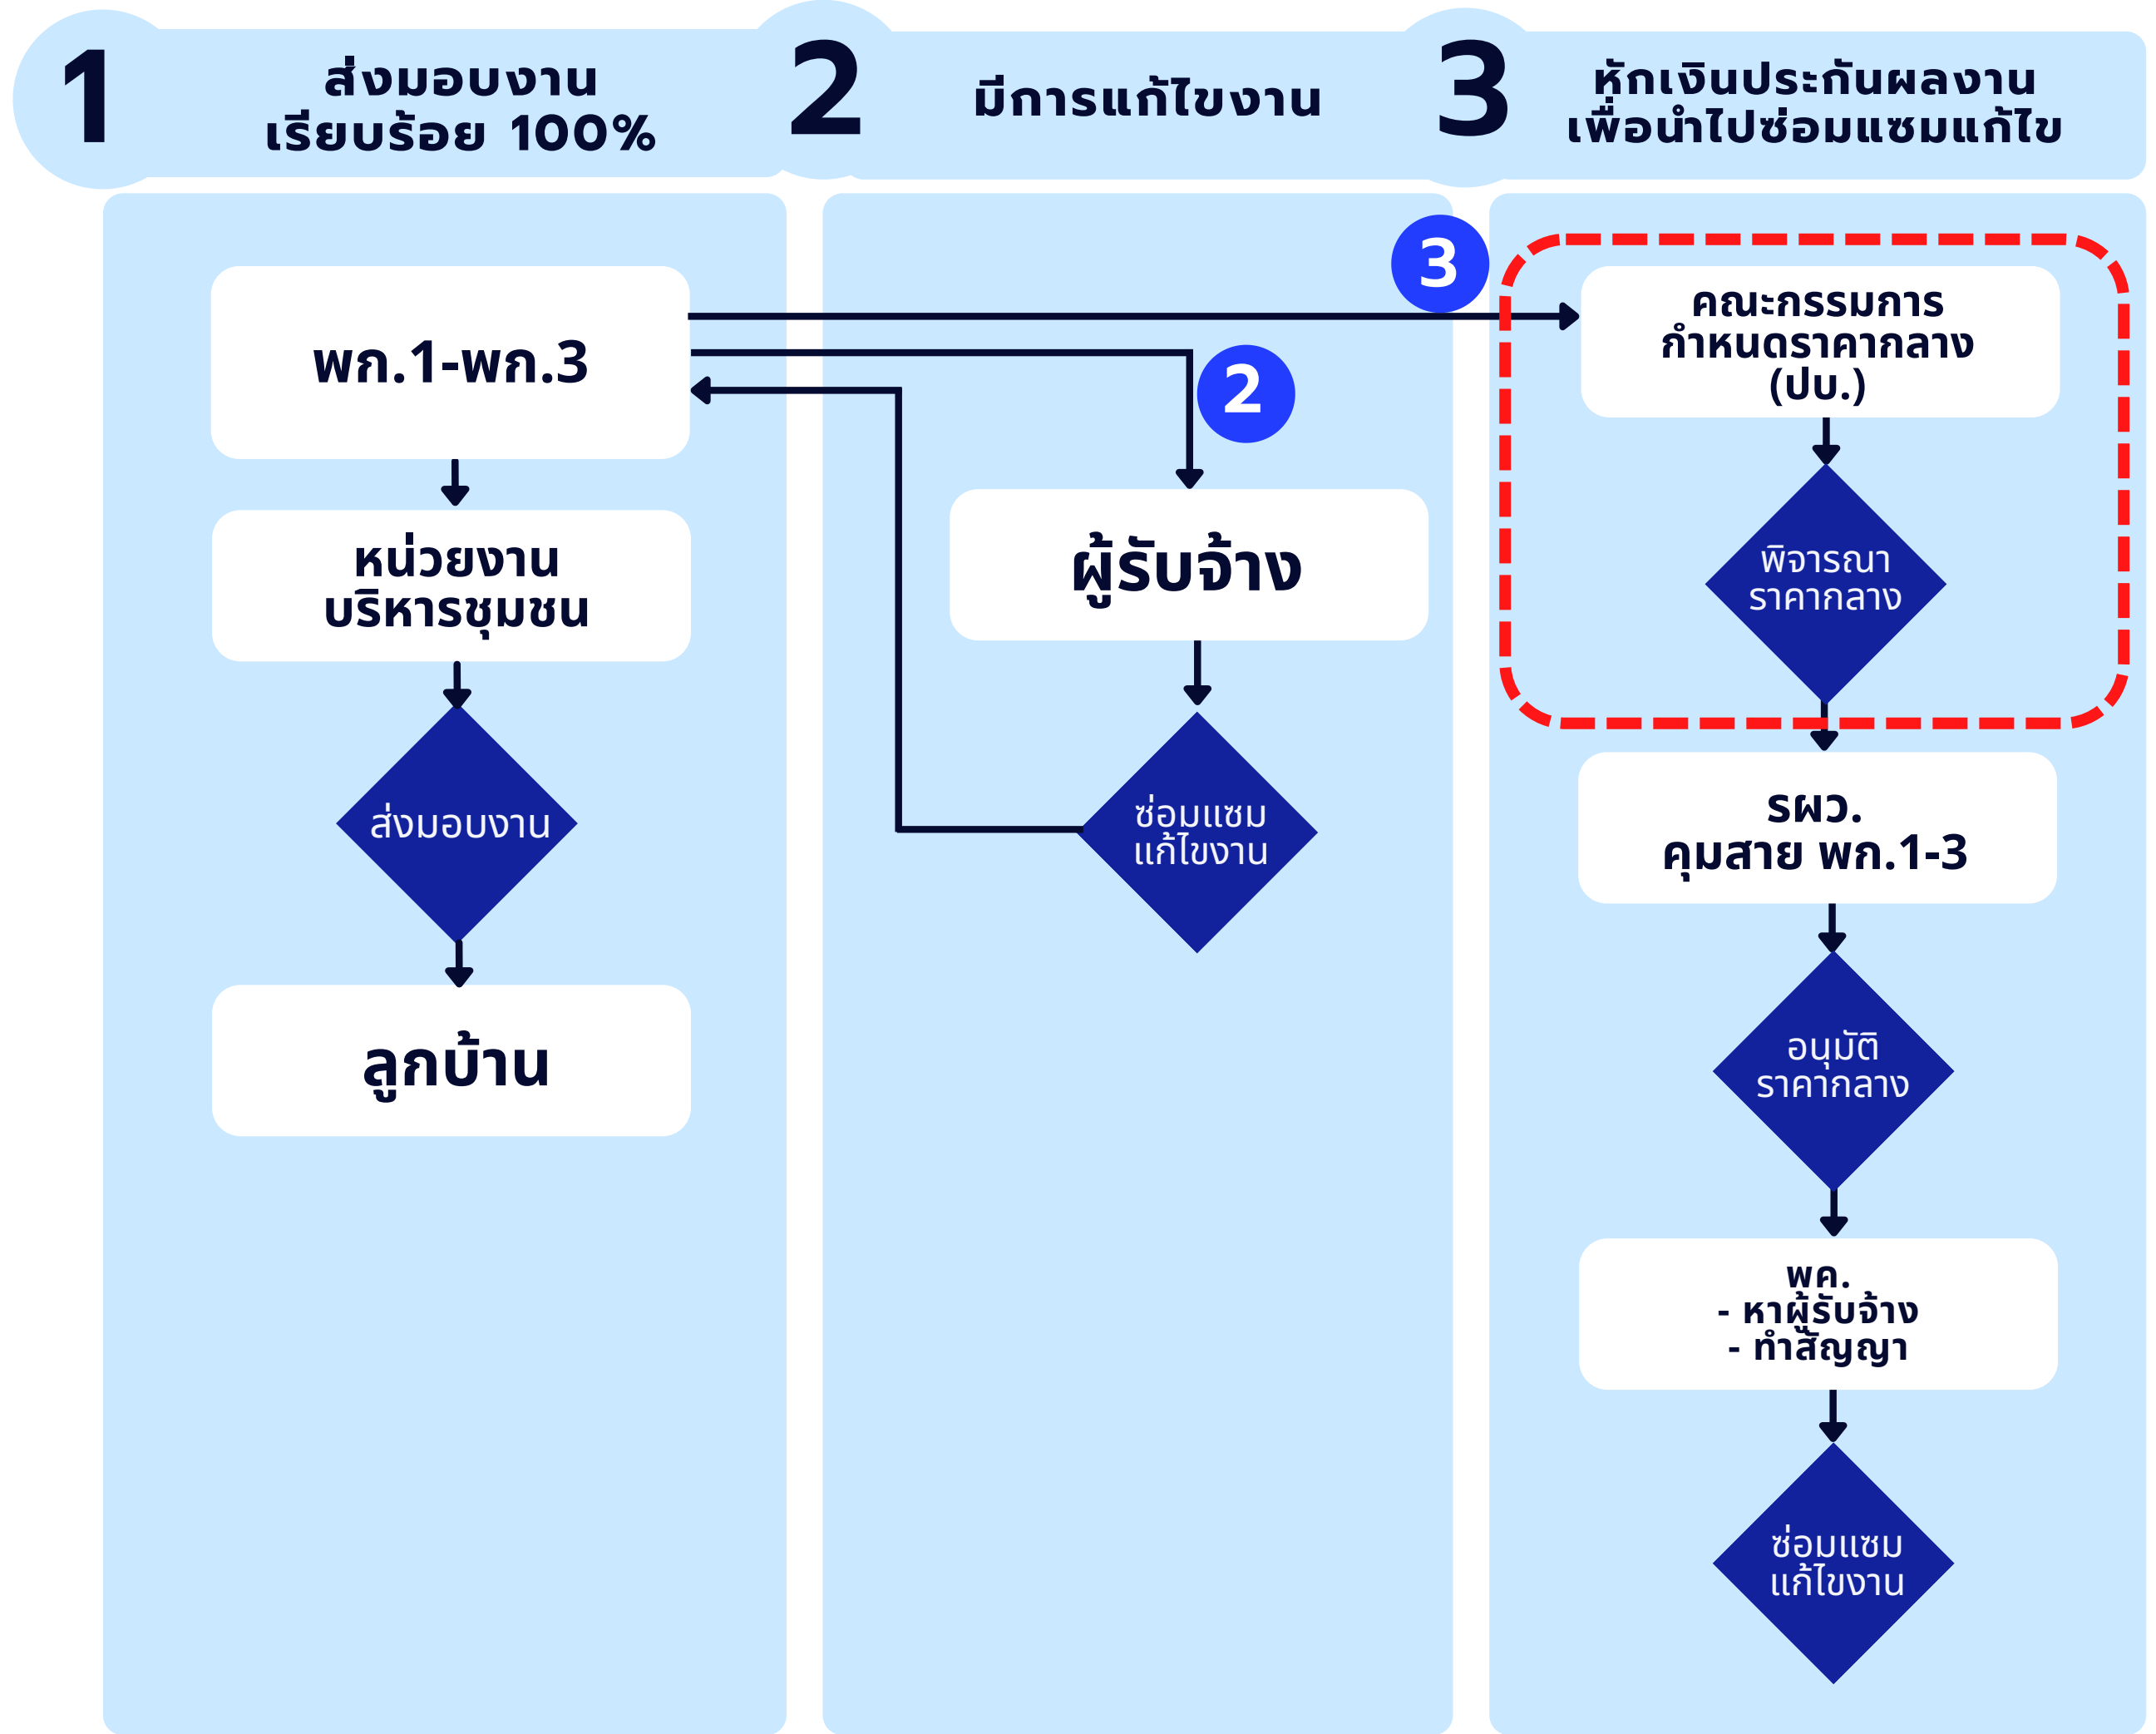 1
ส่งมอบงาน
เรียบร้อย 100%
2
มีการแก้ไขงาน
3
หักเงินประกันผลงาน
เพื่อนำไปซ่อมแซมแก้ไข
พก.1-พก.3
หน่วยงาน
บริหารชุมชน
ส่งมอบงาน
ลูกบ้าน
2
ผู้รับจ้าง
ซ่อมแซม
แก้ไขงาน
3
คณะกรรมการ
กำหนดราคากลาง
(ปบ.)
พิจารณา
ราคากลาง
รผว.
คุมสาย พก.1-3
อนุมัติ
ราคากลาง
พค.
- หาผู้รับจ้าง
- ทำสัญญา
ซ่อมแซม
แก้ไขงาน